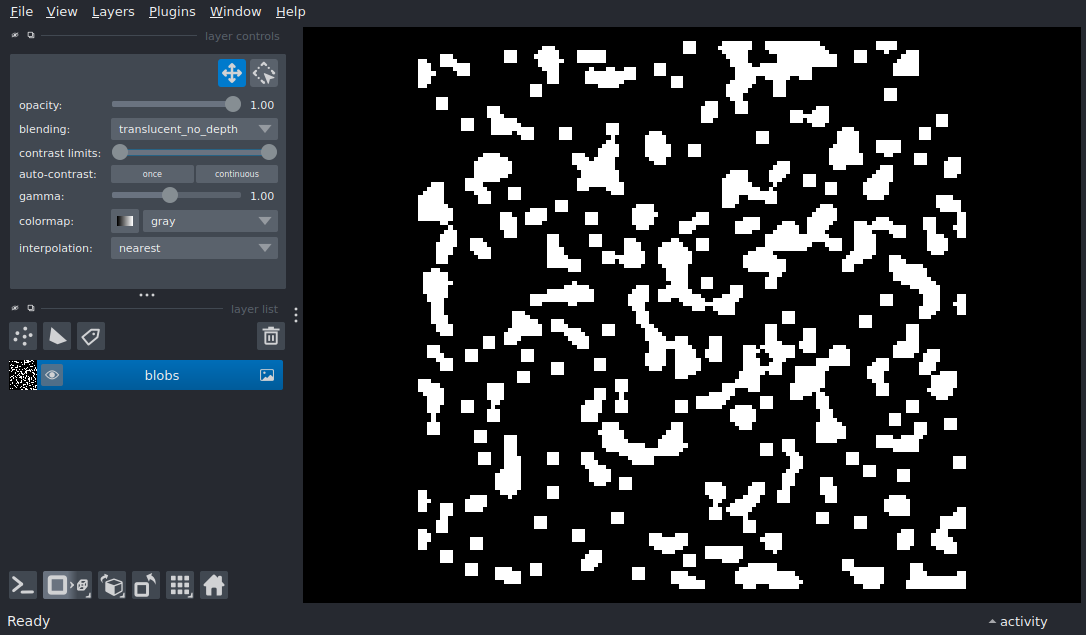 File View Layers Plugins Window Help
layer controls
opacity: 1.00
blending: translucent_no_depth
contrast limits:
auto-contrast: once continuous
gamma: 1.00
colormap: gray
interpolation: nearest
layer list
blobs
Ready
activity